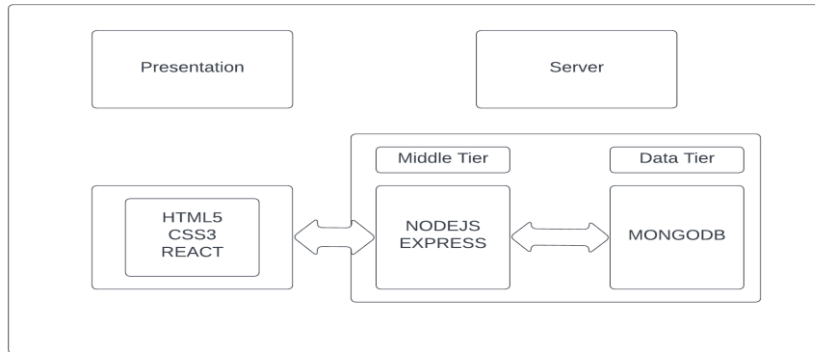 Presentation
Server
Middle Tier
Data Tier
HTML5
CSS3
REACT
NODEJS
EXPRESS
MONGODB